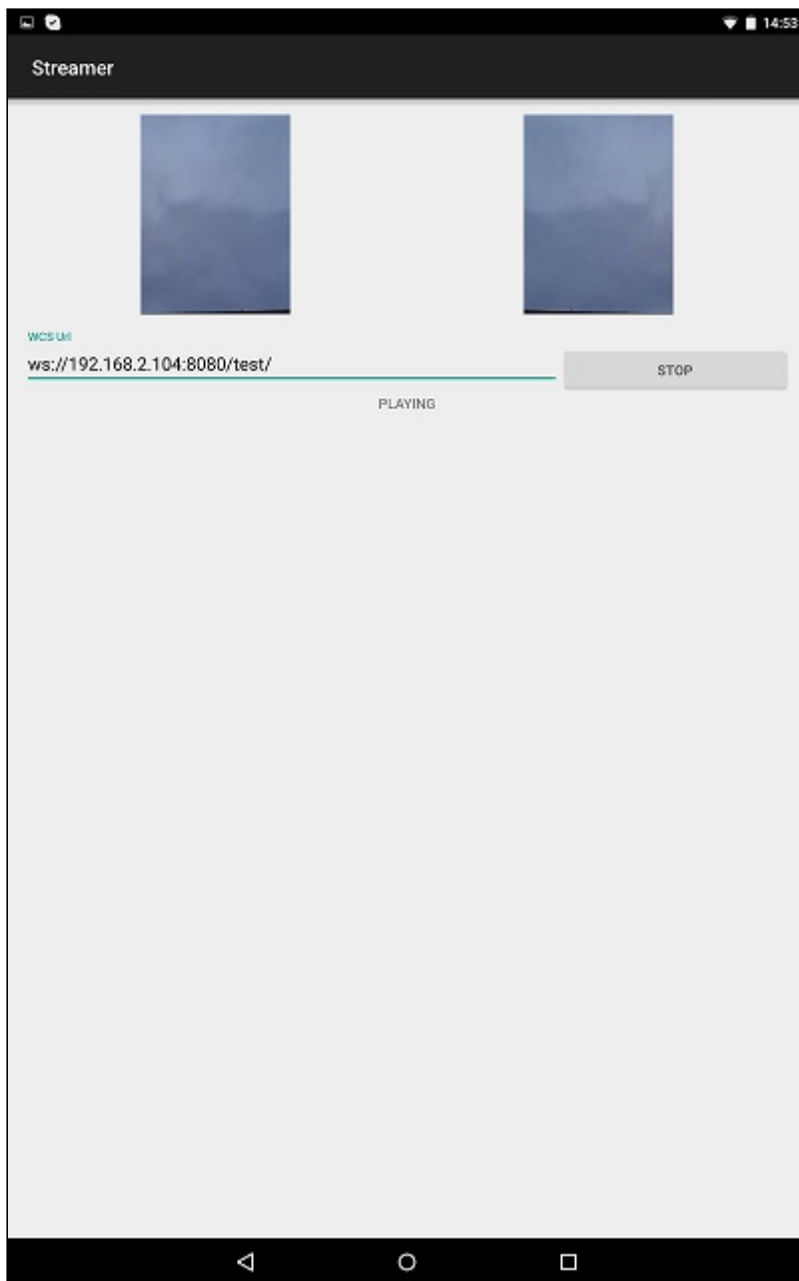 14:53
Streamer
WCS Url
ws://192.168.2.104:8080/test/
STOP
PLAYING